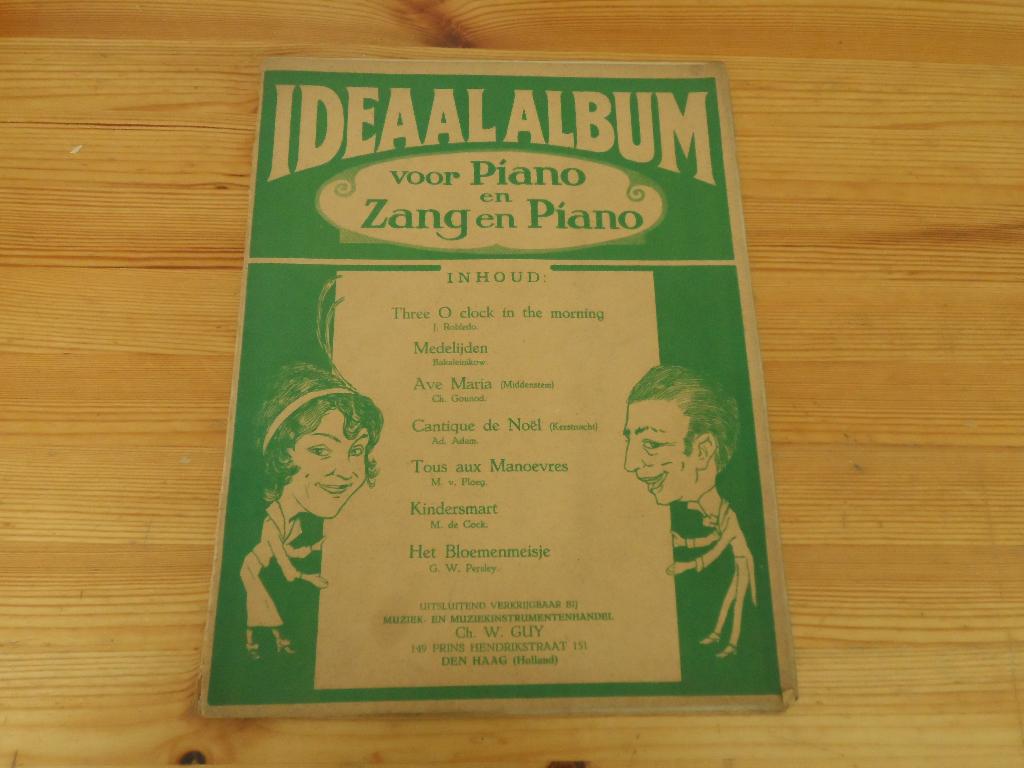 IDEAAL ALBUM
voor Piano
en
Zang en Piano
INHOUD:
Three O clock in the morning
J. Robledo.
Medelijden
Bakaleinikow
Ave Maria (Middenstem)
Ch. Gounod.
Cantique de Noël (Kerstnacht)
Ad. Adam.
Tous aux Manoevres
M. v. Ploeg.
Kindersmart
M. de Cock.
Het Bloemenmeisje
G. W. Persley.
UITSLUITEND VERKRIJGBAAR BIJ
MUZIEK- EN MUZIEKINSTRUMENTENHANDEL
Ch. W. GUY
149 PRINS HENDRIKSTRAAT 151
DEN HAAG (Holland)